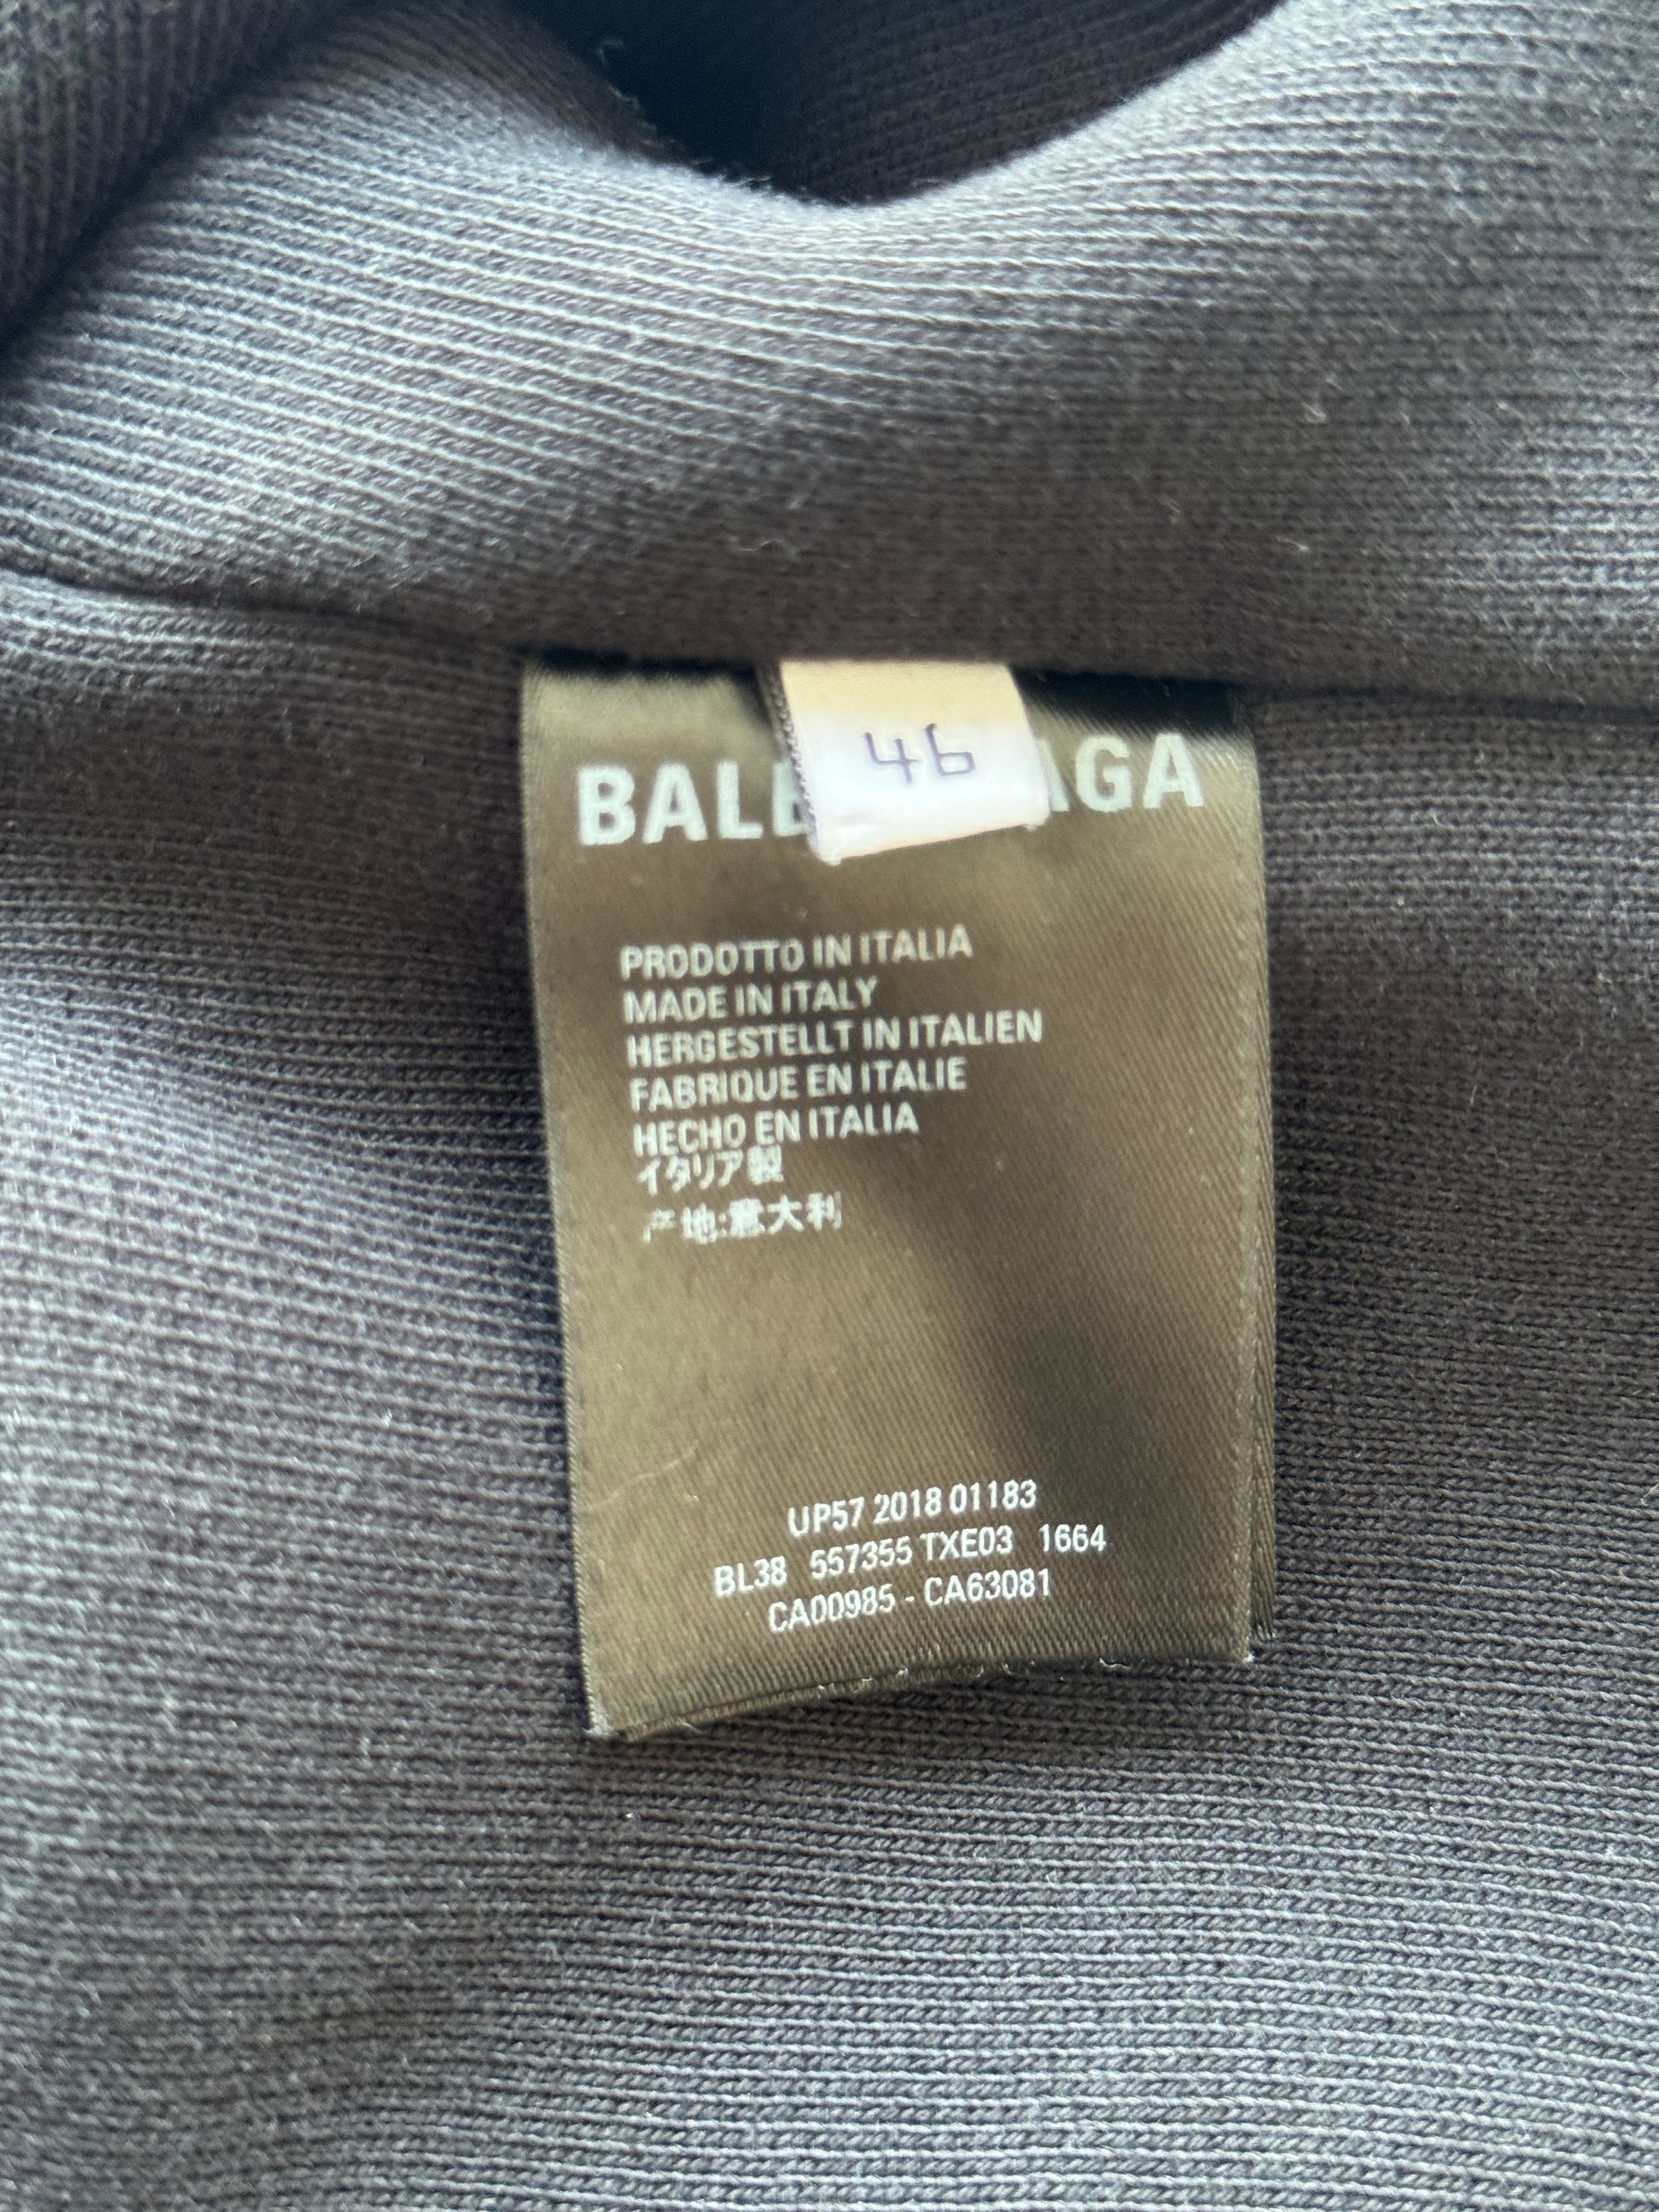 46
BALE AGA
PRODOTTO IN ITALIA
MADE IN ITALY
HERGESTELLT IN ITALIEN
FABRIQUE EN ITALIE
HECHO EN ITALIA
イタリア製
产地:意大利
UP57 2018 01183
BL38 557355 TXE03 1664
CA00985 - CA63081